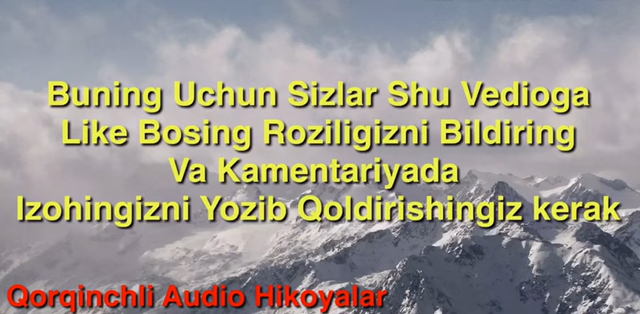 Buning Uchun Sizlar Shu Vedioga
Like Bosing Roziligizni Bildiring
Va Kamentariyada
Izohingizni Yozib Qoldirishingiz kerak
Qorqinchli Audio Hikoyalar